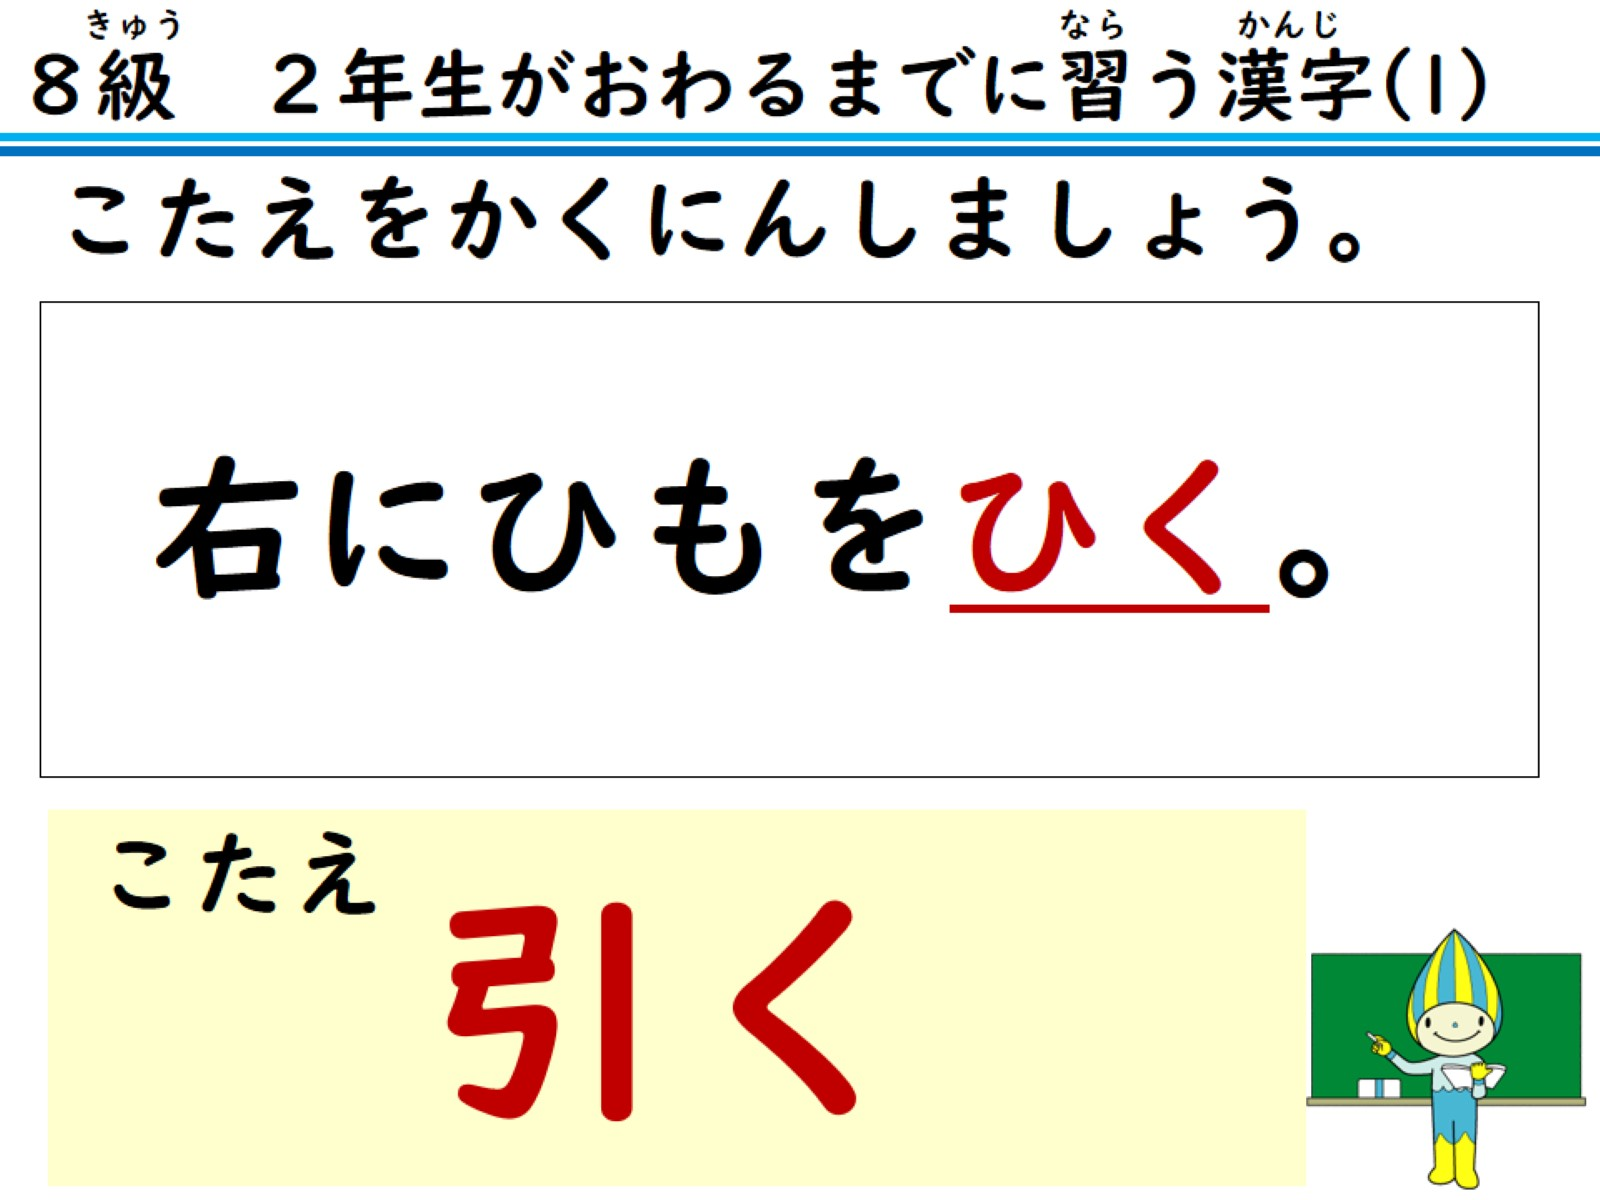 きゅう なら かんじ
８級　２年生がおわるまでに習う漢字(1)
こたえをかくにんしましょう。
右にひもをひく。
こたえ
引く